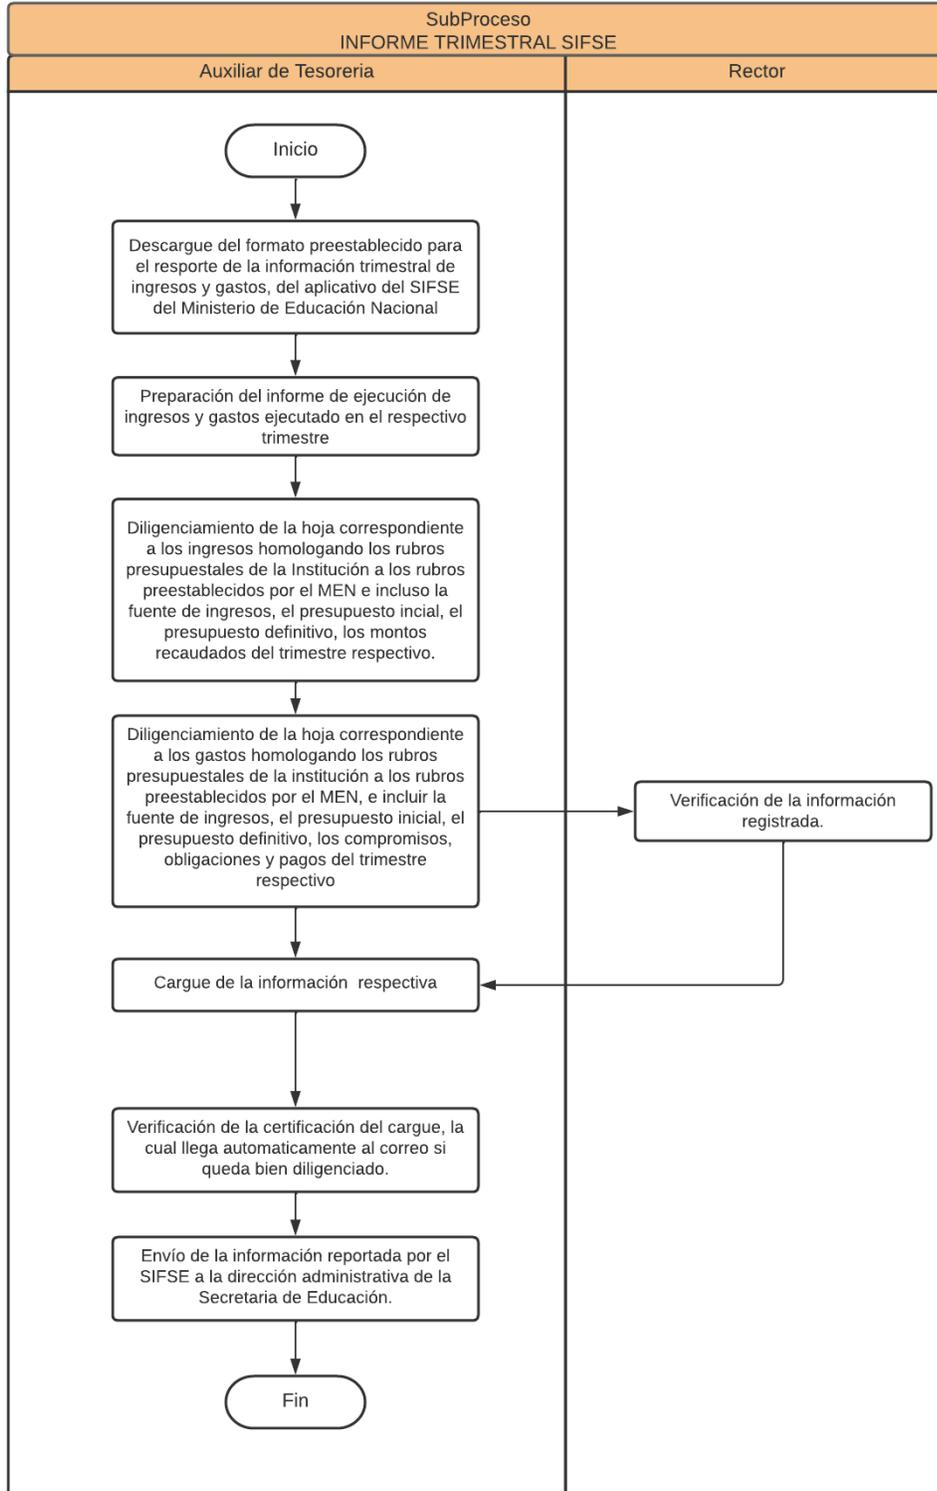 SubProceso
INFORME TRIMESTRAL SIFSE
Auxiliar de Tesoreria
Rector
Inicio
Descargue del formato preestablecido para
el resporte de la información trimestral de
ingresos y gastos, del aplicativo del SIFSE
del Ministerio de Educación Nacional
Preparación del informe de ejecución de
ingresos y gastos ejecutado en el respectivo
trimestre
Diligenciamiento de la hoja correspondiente
a los ingresos homologando los rubros
presupuestales de la Institución a los rubros
preestablecidos por el MEN e incluso la
fuente de ingresos, el presupuesto incial, el
presupuesto definitivo, los montos
recaudados del trimestre respectivo.
Diligenciamiento de la hoja correspondiente
a los gastos homologando los rubros
presupuestales de la institución a los rubros
preestablecidos por el MEN, e incluir la
fuente de ingresos, el presupuesto inicial, el
presupuesto definitivo, los compromisos,
obligaciones y pagos del trimestre
respectivo
Verificación de la información
registrada.
Cargue de la información  respectiva
Verificación de la certificación del cargue, la
cual llega automaticamente al correo si
queda bien diligenciado.
Envío de la información reportada por el
SIFSE a la dirección administrativa de la
Secretaria de Educación.
Fin